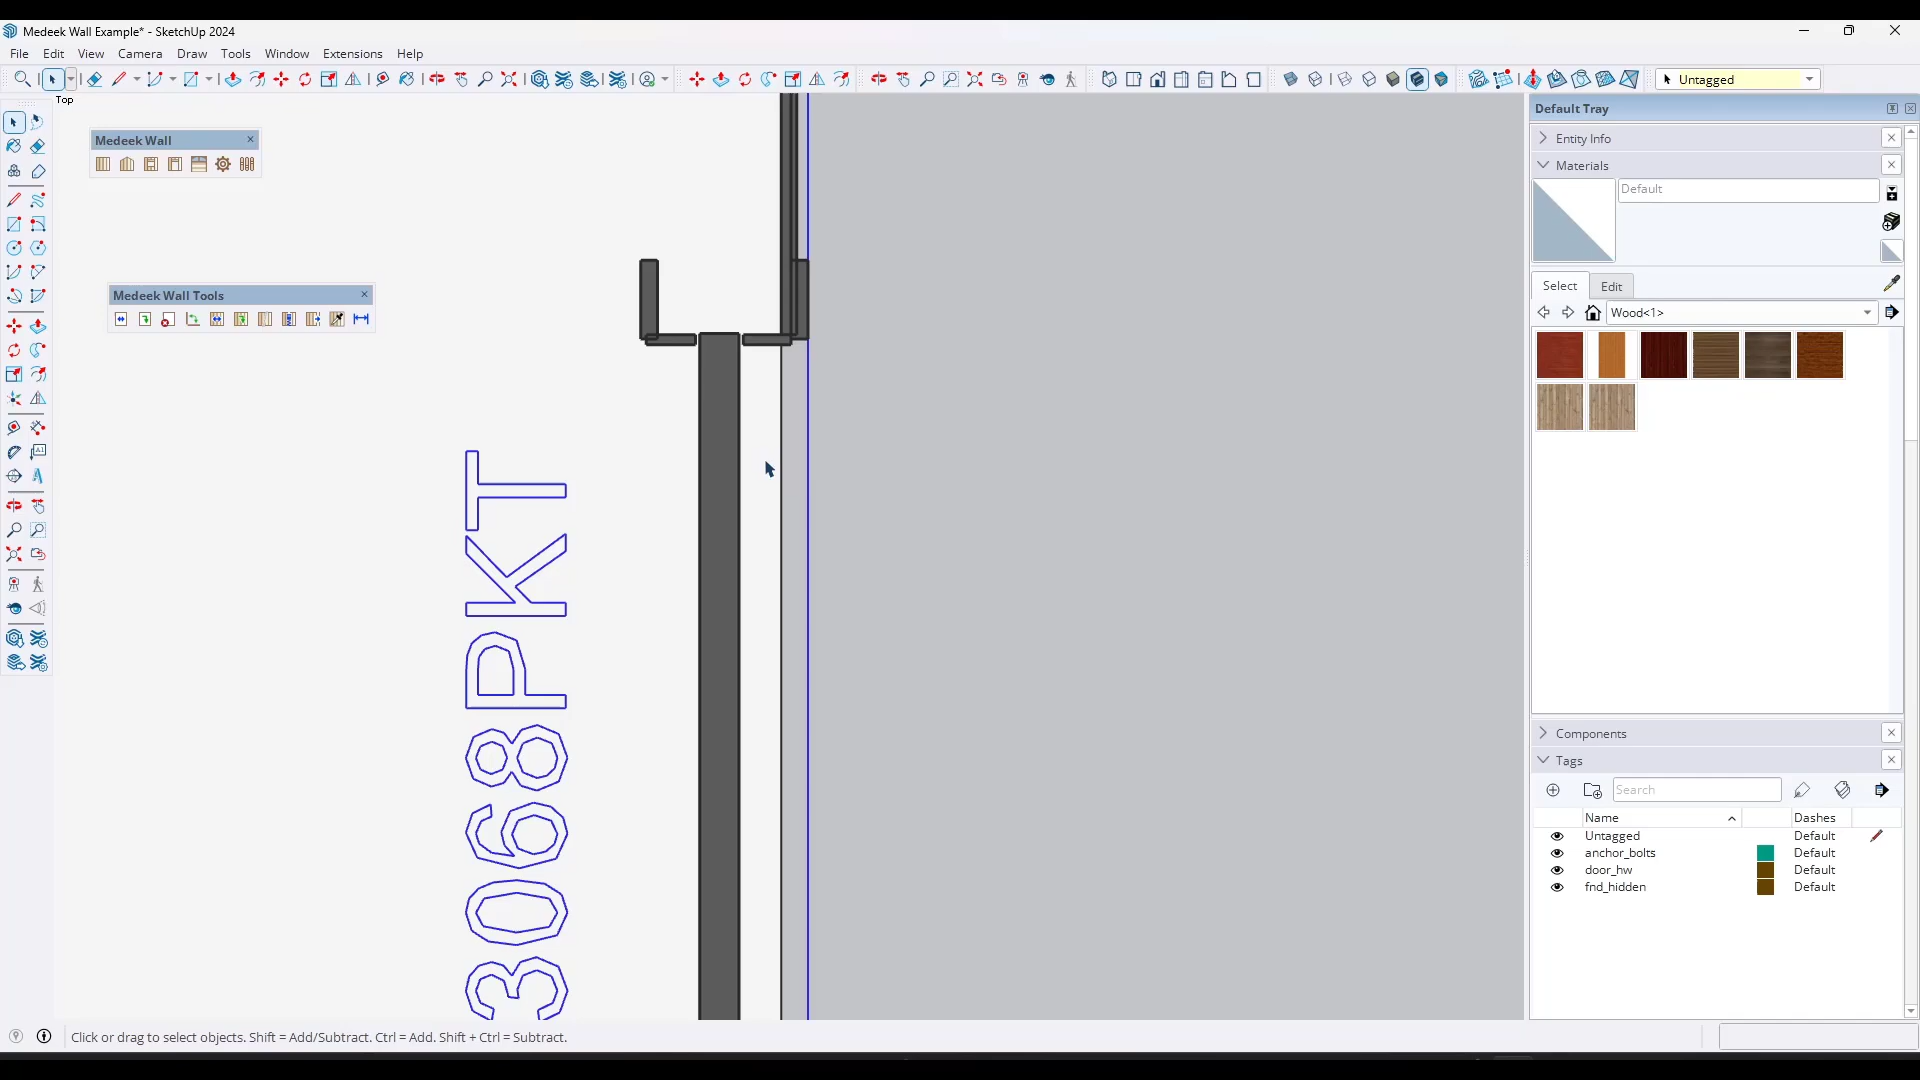 Medeek Wall Example* - SketchUp 2024
File Edit View Camera Draw Tools Window Extensions Help
Untagged
Top
Medeek Wall
Medeek Wall Tools
3068PKT
Default Tray
Entity Info
Materials
Default
Select Edit
Wood<1>
Components
Tags
Search
Name Dashes
Untagged Default
anchor_bolts Default
door_hw Default
fnd_hidden Default
Click or drag to select objects. Shift = Add/Subtract. Ctrl = Add. Shift + Ctrl = Subtract.